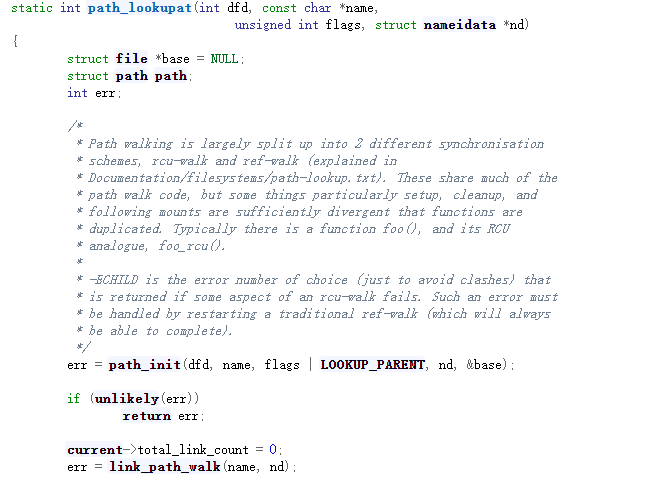 static int path_lookupat(int dfd, const char *name,
unsigned int flags, struct nameidata *nd)
{
struct file *base = NULL;
struct path path;
int err;
/*
* Path walking is largely split up into 2 different synchronisation
* schemes, rcu-walk and ref-walk (explained in
* Documentation/filesystems/path-lookup.txt). These share much of the
* path walk code, but some things particularly setup, cleanup, and
* following mounts are sufficiently divergent that functions are
* duplicated. Typically there is a function foo(), and its RCU
* analogue, foo_rcu().
*
* -ECHILD is the error number of choice (just to avoid clashes) that
* is returned if some aspect of an rcu-walk fails. Such an error must
* be handled by restarting a traditional ref-walk (which will always
* be able to complete).
*/
err = path_init(dfd, name, flags | LOOKUP_PARENT, nd, &base);
if (unlikely(err))
return err;
current->total_link_count = 0;
err = link_path_walk(name, nd);